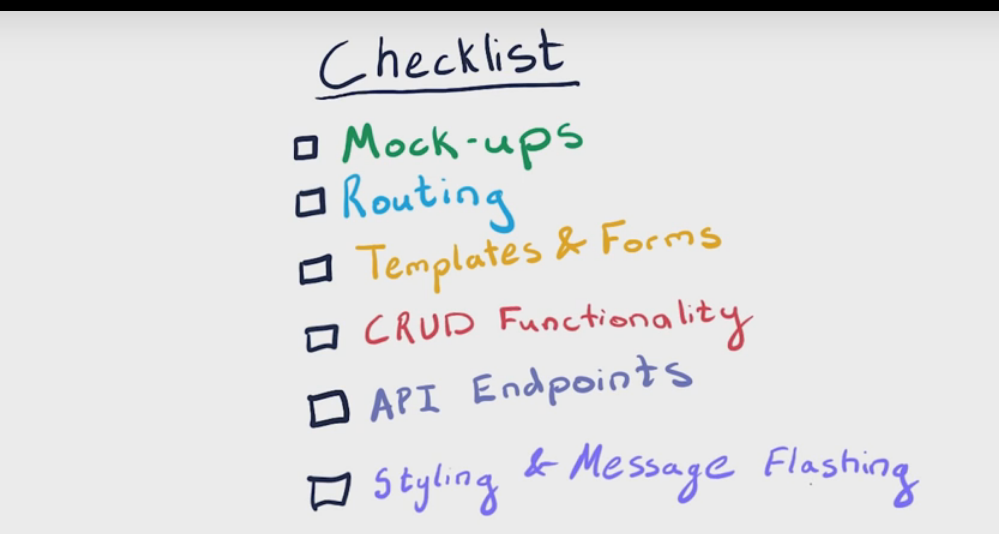 Checklist
Mock-ups
Routing
Templates & Forms
CRUD Functionality
API Endpoints
Styling & Message Flashing